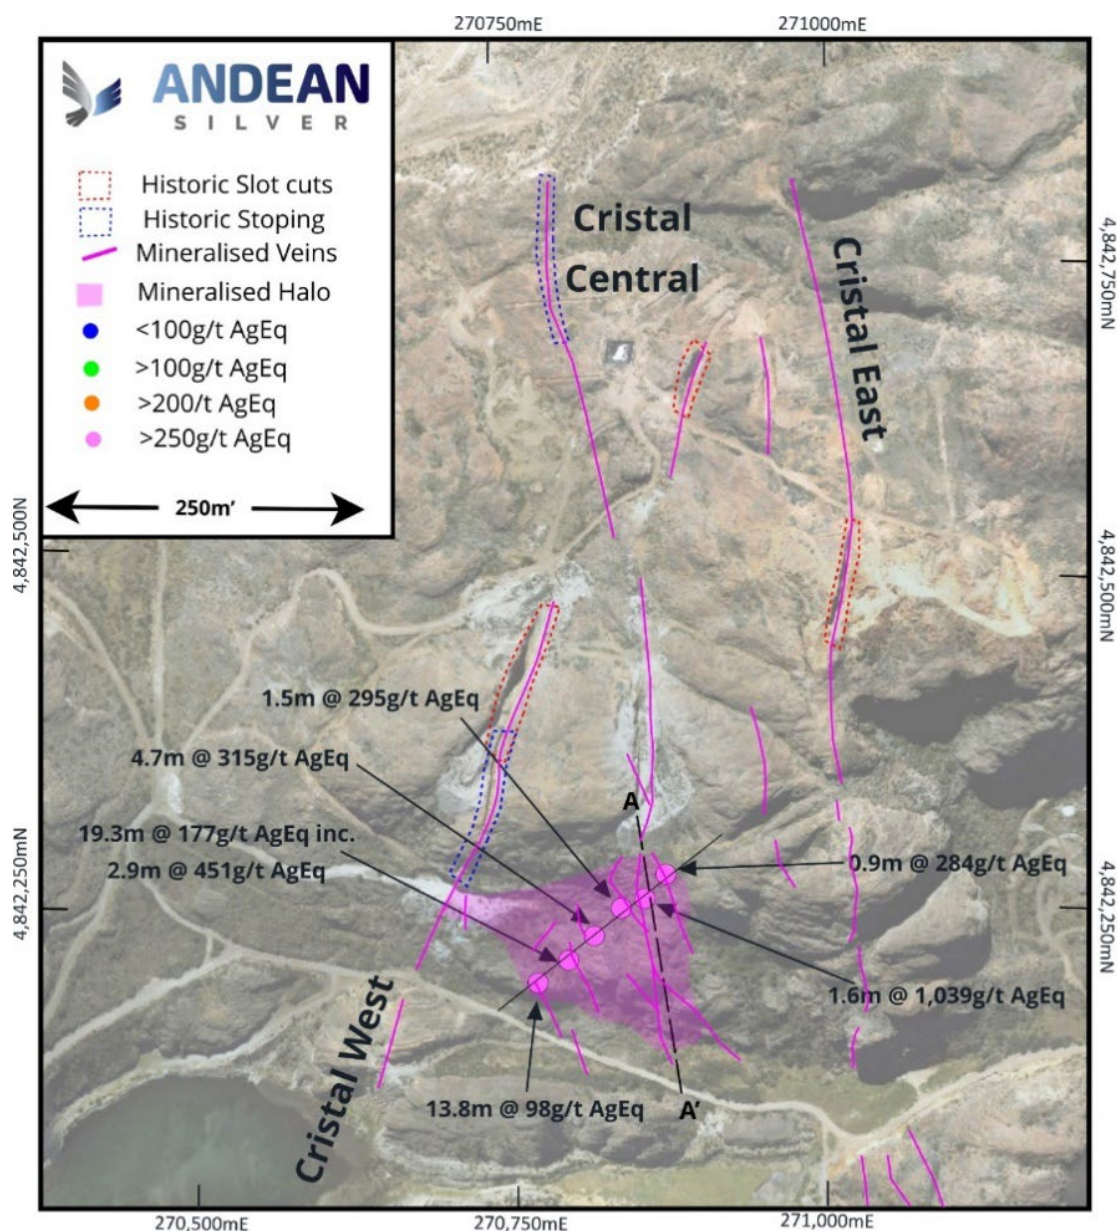 270750mE
271000mE
ANDEAN
SILVER
Historic Slot cuts
Historic Stoping
Mineralised Veins
Mineralised Halo
<100g/t AgEq
>100g/t AgEq
>200/t AgEq
>250g/t AgEq
250m'
Cristal
Central
Cristal East
4,842,750mN
4,842,500N
4,842,500mN
1.5m @ 295g/t AgEq
4.7m @ 315g/t AgEq
A
19.3m @ 177g/t AgEq inc.
2.9m @ 451g/t AgEq
0.9m @ 284g/t AgEq
4,842,250mN
4,842,250mN
1.6m @ 1,039g/t AgEq
Cristal West
13.8m @ 98g/t AgEq
A'
270,500mE
270,750mE
271,000mE